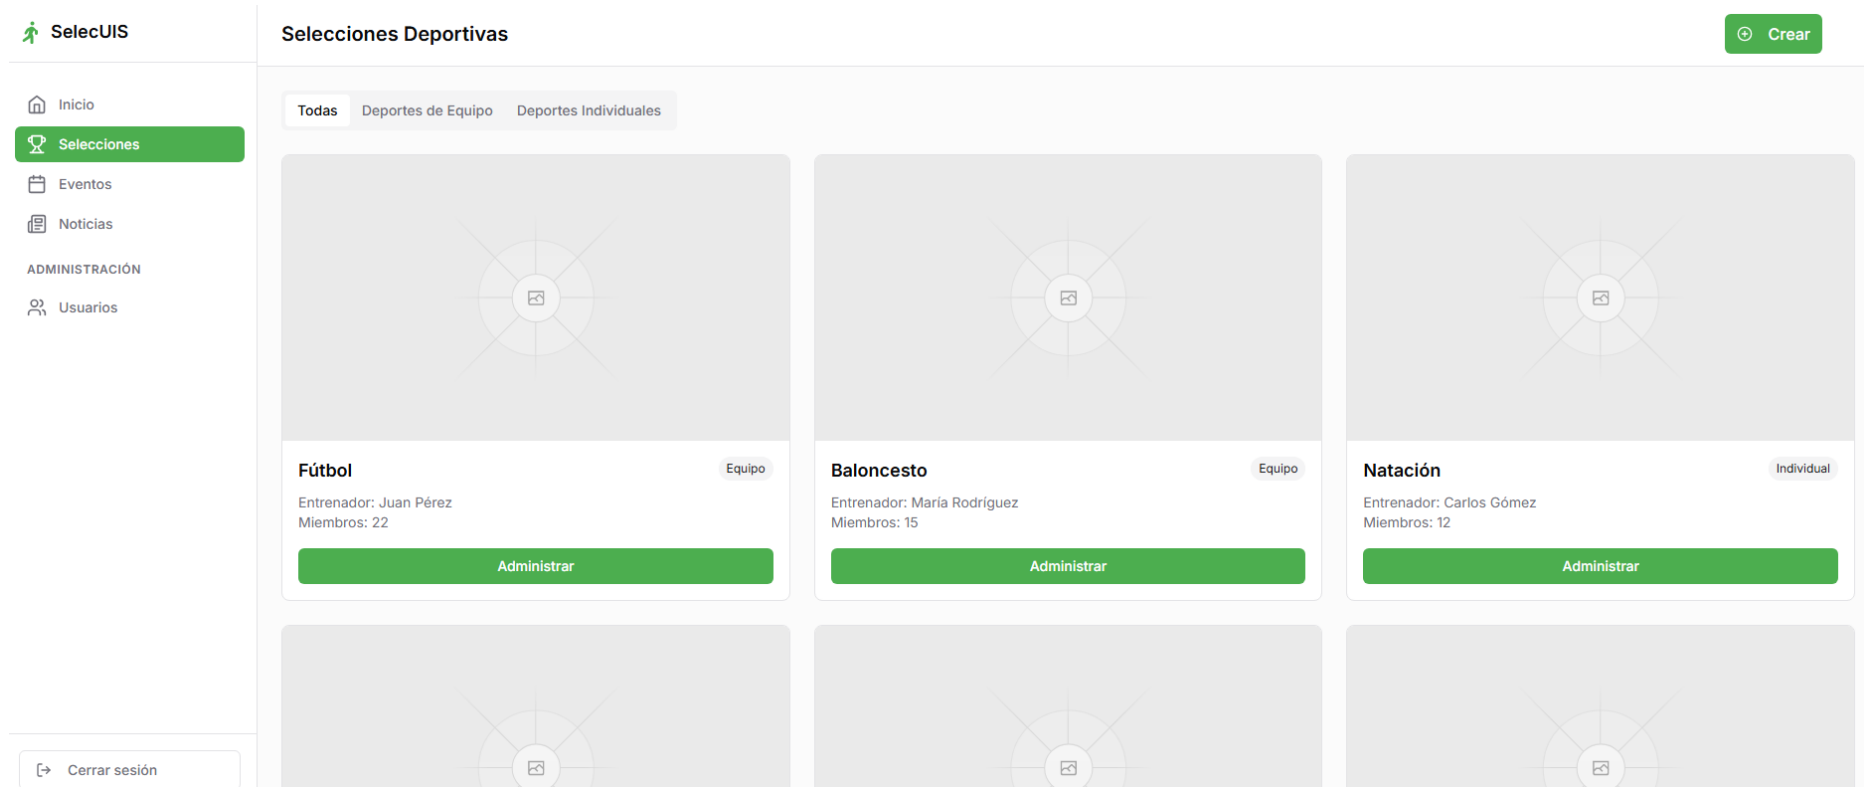 SelecUIS
Inicio
Selecciones
Eventos
Noticias
ADMINISTRACIÓN
Usuarios
Cerrar sesión
Selecciones Deportivas
Crear
Todas
Deportes de Equipo
Deportes Individuales
Fútbol
Equipo
Entrenador: Juan Pérez
Miembros: 22
Administrar
Baloncesto
Equipo
Entrenador: María Rodríguez
Miembros: 15
Administrar
Natación
Individual
Entrenador: Carlos Gómez
Miembros: 12
Administrar